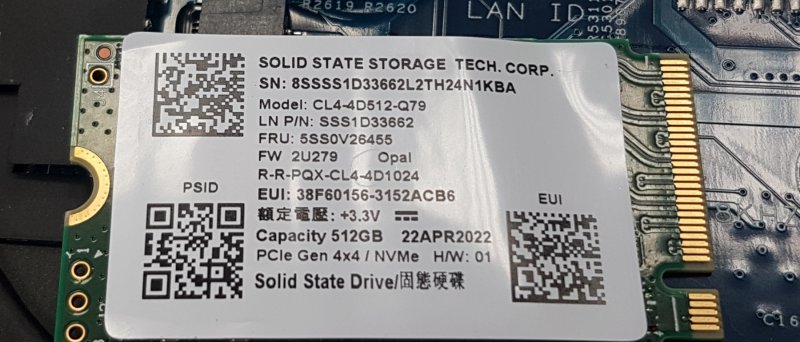 R2619 R2620
LAN ID
SOLID STATE STORAGE TECH. CORP.
SN: 8SSSS1D33662L2TH24N1KBA
Model: CL4-4D512-Q79
LN P/N: SSS1D33662
FRU: 5SS0V26455
FW 2U279 Opal
R-R-PQX-CL4-4D1024
PSID
EUI: 38F60156-3152ACB6
EUI
額定電壓: +3.3V
Capacity 512GB 22APR2022
PCIe Gen 4x4 / NVMe H/W: 01
Solid State Drive/固態硬碟